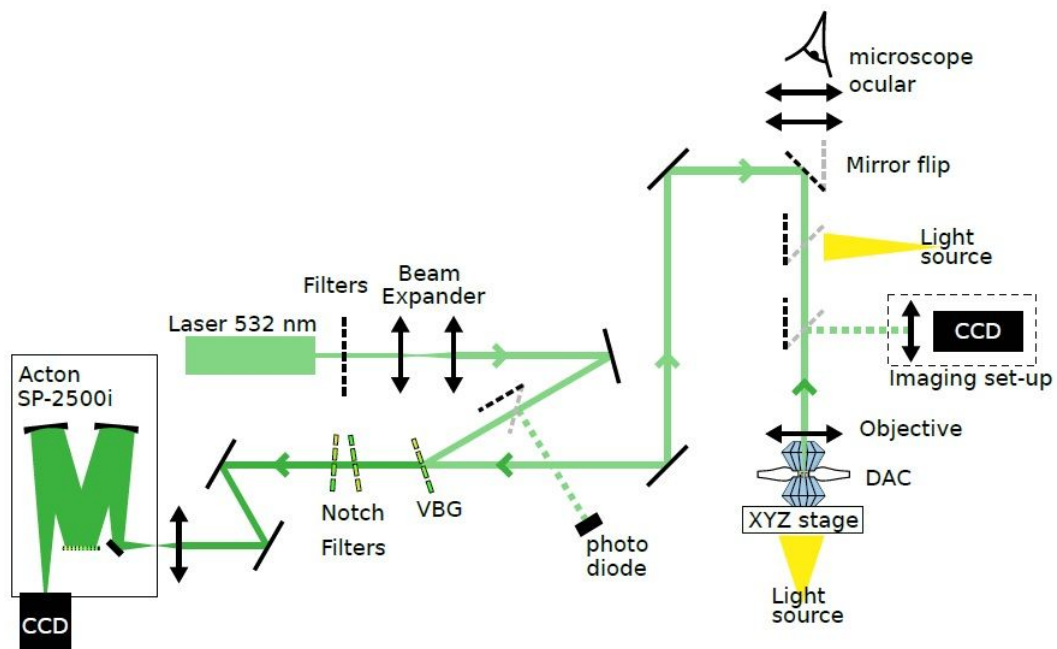 microscope
ocular
Mirror flip
Light
source
Filters
Beam
Expander
Laser 532 nm
CCD
Imaging set-up
Acton
SP-2500i
Objective
DAC
XYZ stage
Notch
Filters
VBG
photo
diode
Light
source
CCD